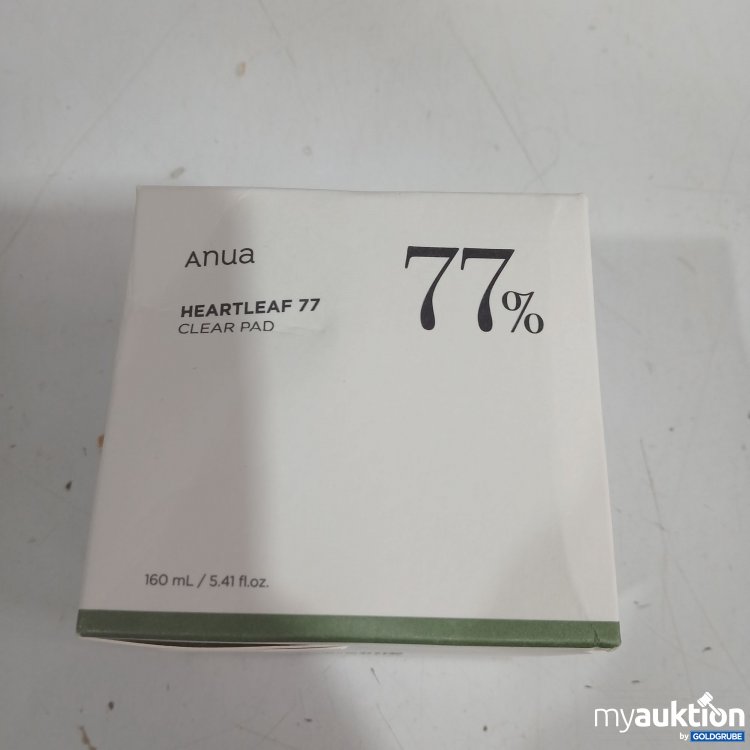 Anua
77%
HEARTLEAF 77
CLEAR PAD
160 mL / 5.41 fl.oz.
myauktion
by GOLDGRUBE